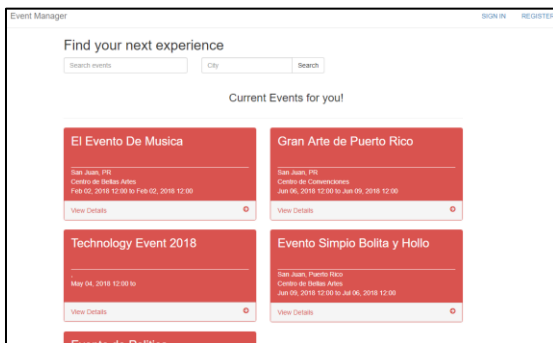 Event Manager
SIGN IN
REGISTER
Find your next experience
Search events
City
Search
Current Events for you!
El Evento De Musica
San Juan, PR
Centro de Bellas Artes
Feb 02, 2018 12:00 to Feb 02, 2018 12:00
View Details
Gran Arte de Puerto Rico
San Juan, PR
Centro de Convenciones
Jun 06, 2018 12:00 to Jun 09, 2018 12:00
View Details
Technology Event 2018
,
May 04, 2018 12:00 to
View Details
Evento Simpio Bolita y Hollo
San Juan, Puerto Rico
Centro de Bellas Artes
Jun 09, 2018 12:00 to Jul 06, 2018 12:00
View Details
Evento de Politica